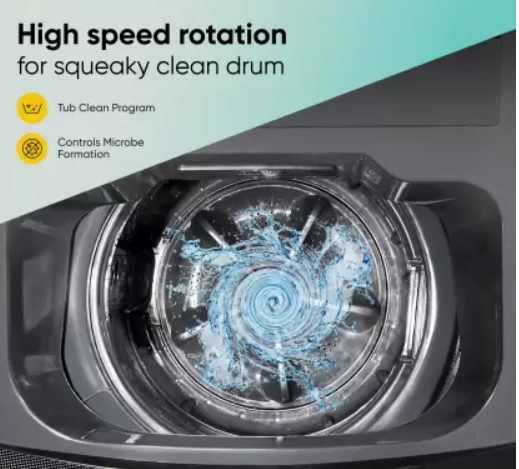 High speed rotation
for squeaky clean drum
Tub Clean Program
Controls Microbe
Formation